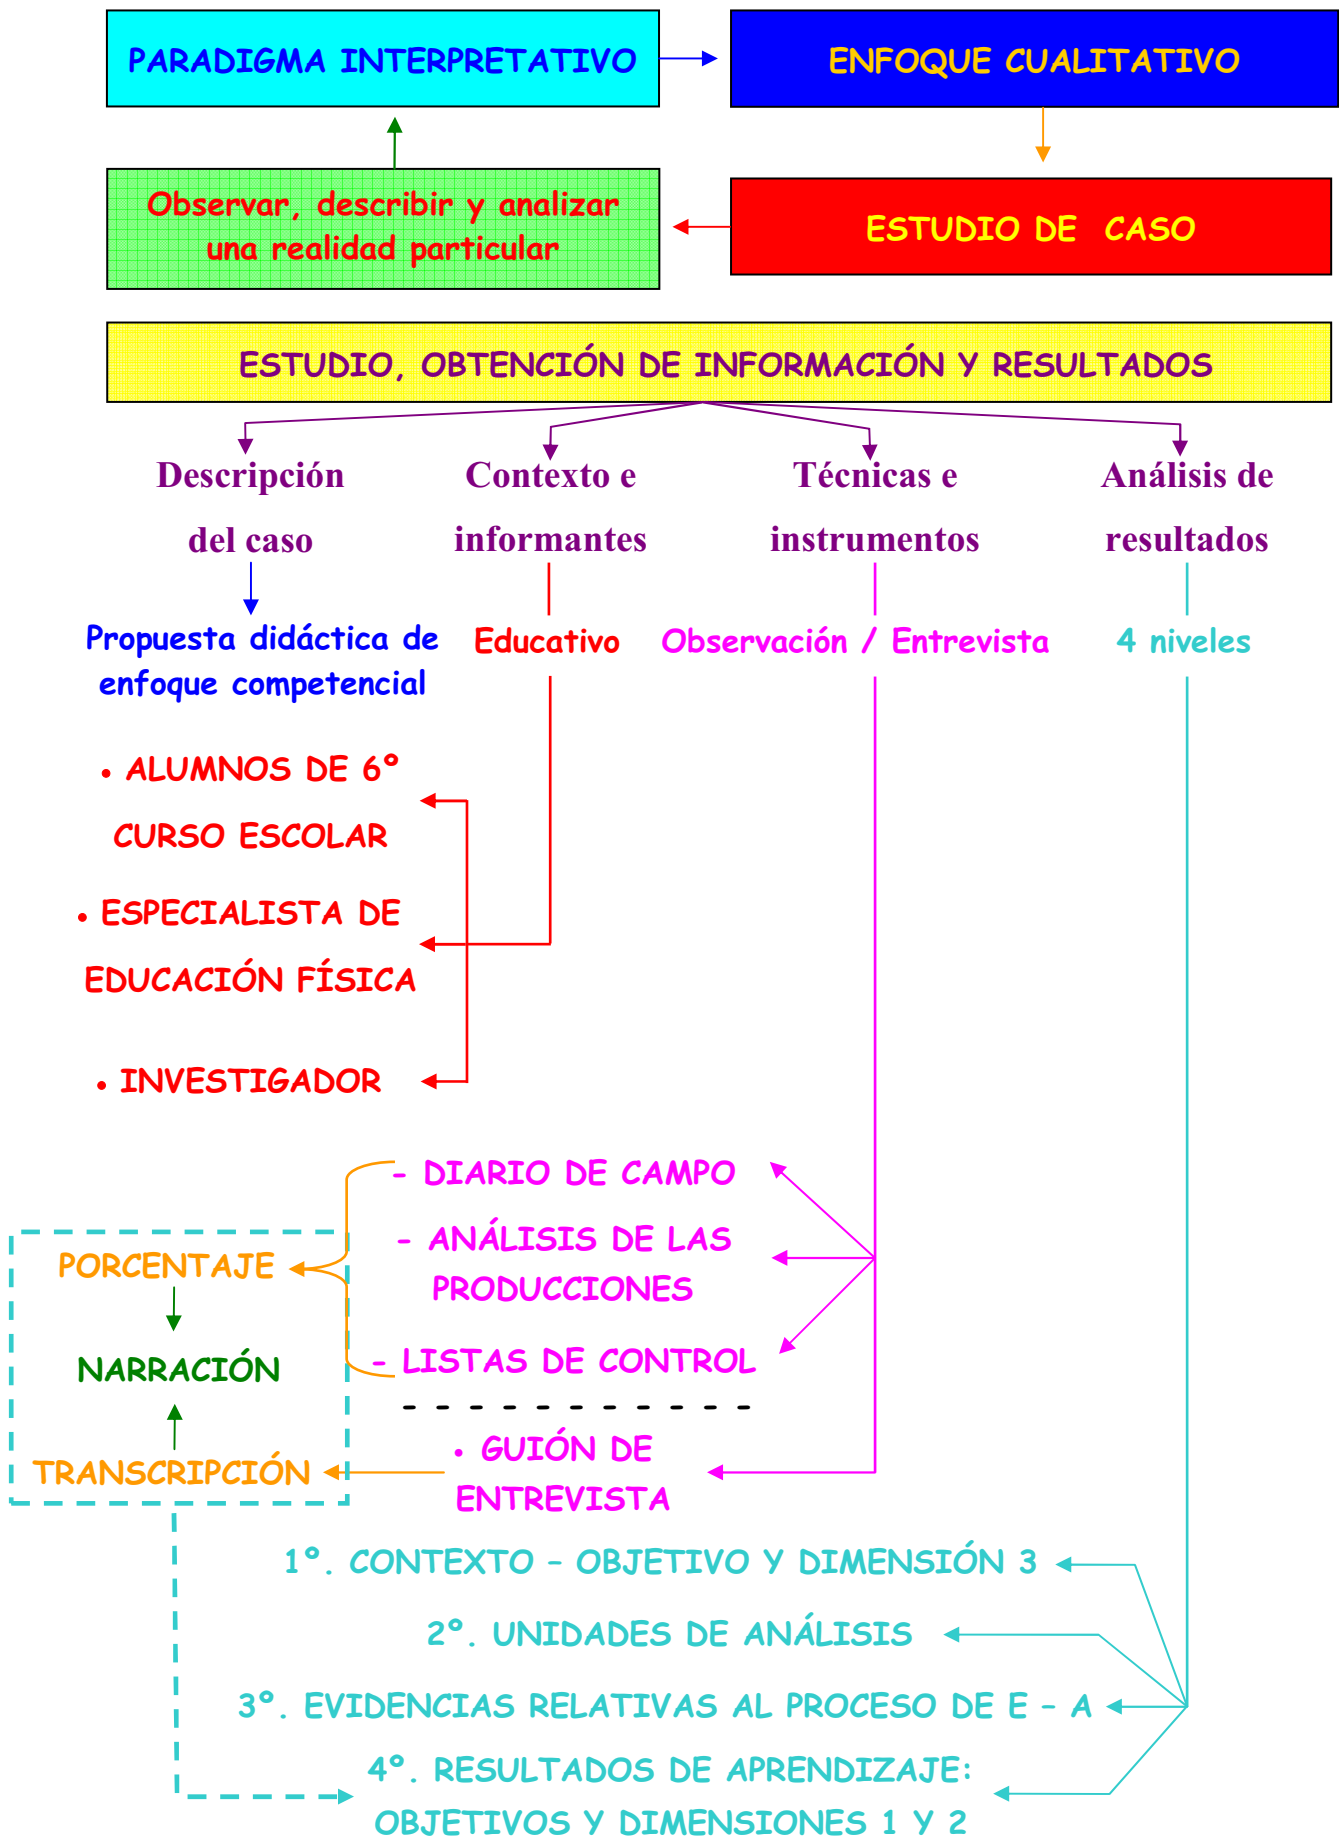 PARADIGMA INTERPRETATIVO
ENFOQUE CUALITATIVO
Observar, describir y analizar
una realidad particular
ESTUDIO DE CASO
ESTUDIO, OBTENCIÓN DE INFORMACIÓN Y RESULTADOS
Descripción
del caso
Contexto e
informantes
Técnicas e
instrumentos
Análisis de
resultados
Propuesta didáctica de
enfoque competencial
Educativo
Observación / Entrevista
4 niveles
• ALUMNOS DE 6º
CURSO ESCOLAR
• ESPECIALISTA DE
EDUCACIÓN FÍSICA
• INVESTIGADOR
- DIARIO DE CAMPO
- ANÁLISIS DE LAS
PRODUCCIONES
- LISTAS DE CONTROL
• GUIÓN DE
ENTREVISTA
PORCENTAJE
NARRACIÓN
TRANSCRIPCIÓN
1º. CONTEXTO – OBJETIVO Y DIMENSIÓN 3
2º. UNIDADES DE ANÁLISIS
3º. EVIDENCIAS RELATIVAS AL PROCESO DE E – A
4º. RESULTADOS DE APRENDIZAJE:
OBJETIVOS Y DIMENSIONES 1 Y 2